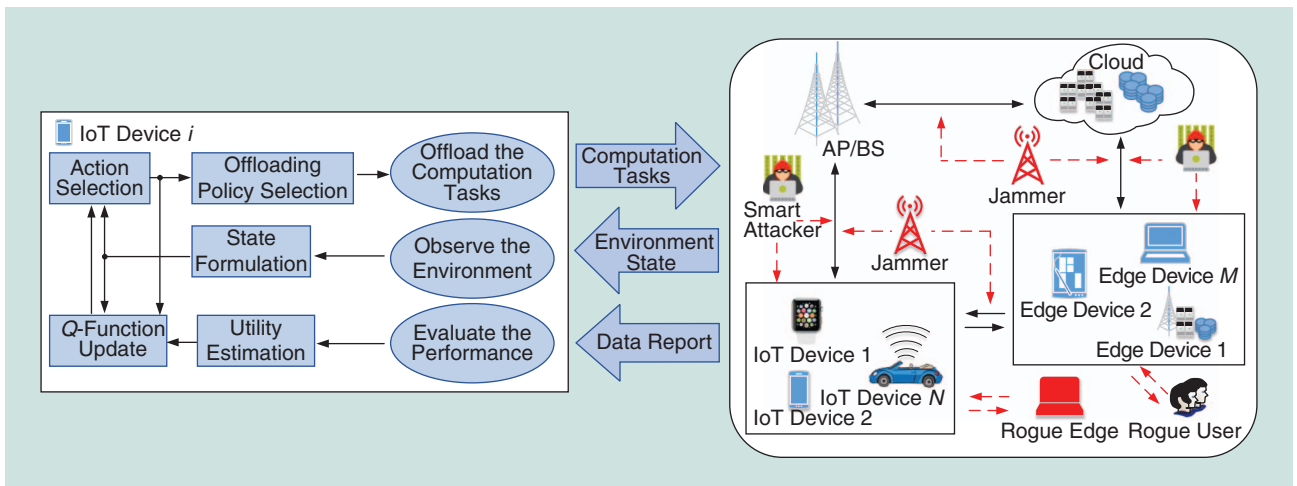 IoT Device i
Action
Selection
Offloading
Policy Selection
Offload the
Computation
Tasks
State
Formulation
Observe the
Environment
Q-Function
Update
Utility
Estimation
Evaluate the
Performance
Computation
Tasks
Environment
State
Data Report
Cloud
AP/BS
Smart
Attacker
Jammer
Jammer
IoT Device 1
IoT Device N
IoT Device 2
Edge Device M
Edge Device 2
Edge Device 1
Rogue Edge
Rogue User